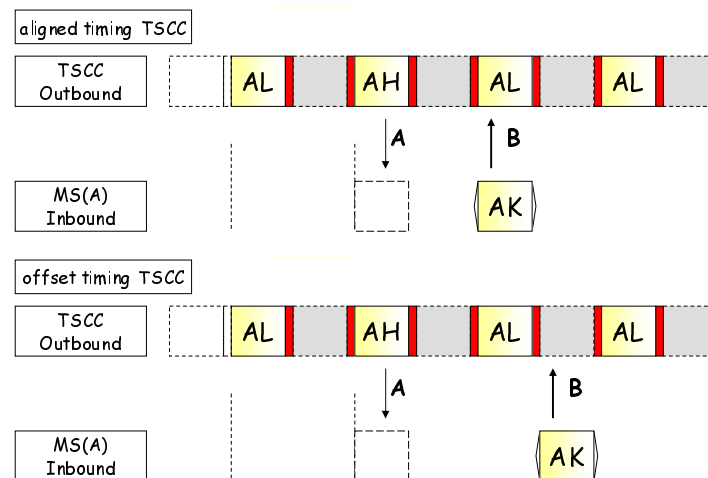 aligned timing TSCC
TSCC
Outbound
AL
AH
AL
AL
A
B
MS(A)
Inbound
AK
offset timing TSCC
TSCC
Outbound
AL
AH
AL
AL
A
B
MS(A)
Inbound
AK